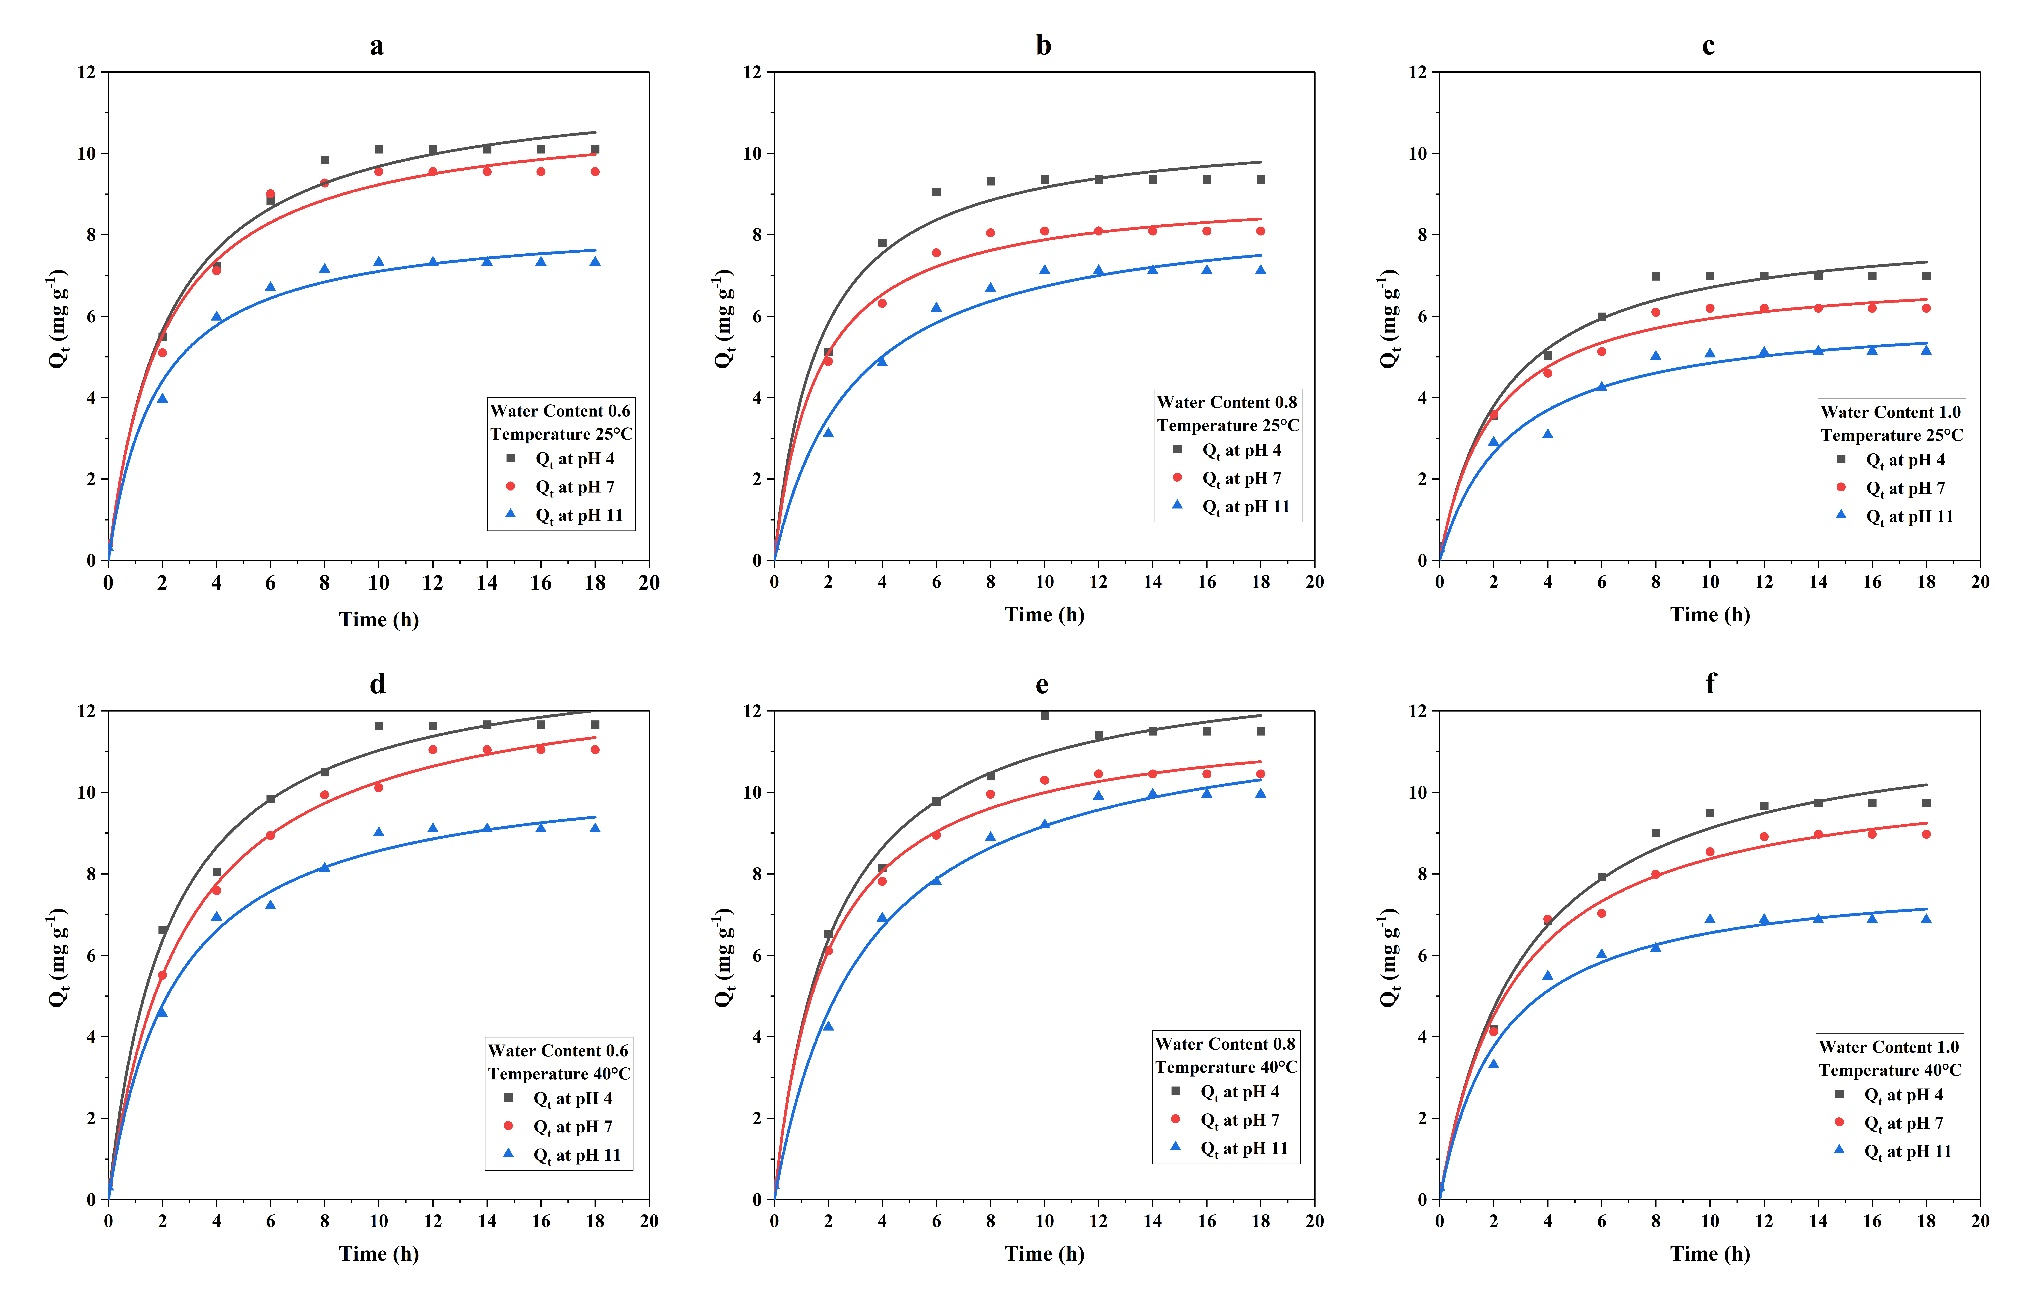 a
12
10
8
6
4
2
0
0 2 4 6 8 10 12 14 16 18 20
Qt (mg g-1)
Time (h)
Water Content 0.6
Temperature 25°C
Qt at pH 4
Qt at pH 7
Qt at pH 11
b
12
10
8
6
4
2
0
0 2 4 6 8 10 12 14 16 18 20
Qt (mg g-1)
Time (h)
Water Content 0.8
Temperature 25°C
Qt at pH 4
Qt at pH 7
Qt at pH 11
c
12
10
8
6
4
2
0
0 2 4 6 8 10 12 14 16 18 20
Qt (mg g-1)
Time (h)
Water Content 1.0
Temperature 25°C
Qt at pH 4
Qt at pH 7
Qt at pH 11
d
12
10
8
6
4
2
0
0 2 4 6 8 10 12 14 16 18 20
Qt (mg g-1)
Time (h)
Water Content 0.6
Temperature 40°C
Qt at pH 4
Qt at pH 7
Qt at pH 11
e
12
10
8
6
4
2
0
0 2 4 6 8 10 12 14 16 18 20
Qt (mg g-1)
Time (h)
Water Content 0.8
Temperature 40°C
Qt at pH 4
Qt at pH 7
Qt at pH 11
f
12
10
8
6
4
2
0
0 2 4 6 8 10 12 14 16 18 20
Qt (mg g-1)
Time (h)
Water Content 1.0
Temperature 40°C
Qt at pH 4
Qt at pH 7
Qt at pH 11